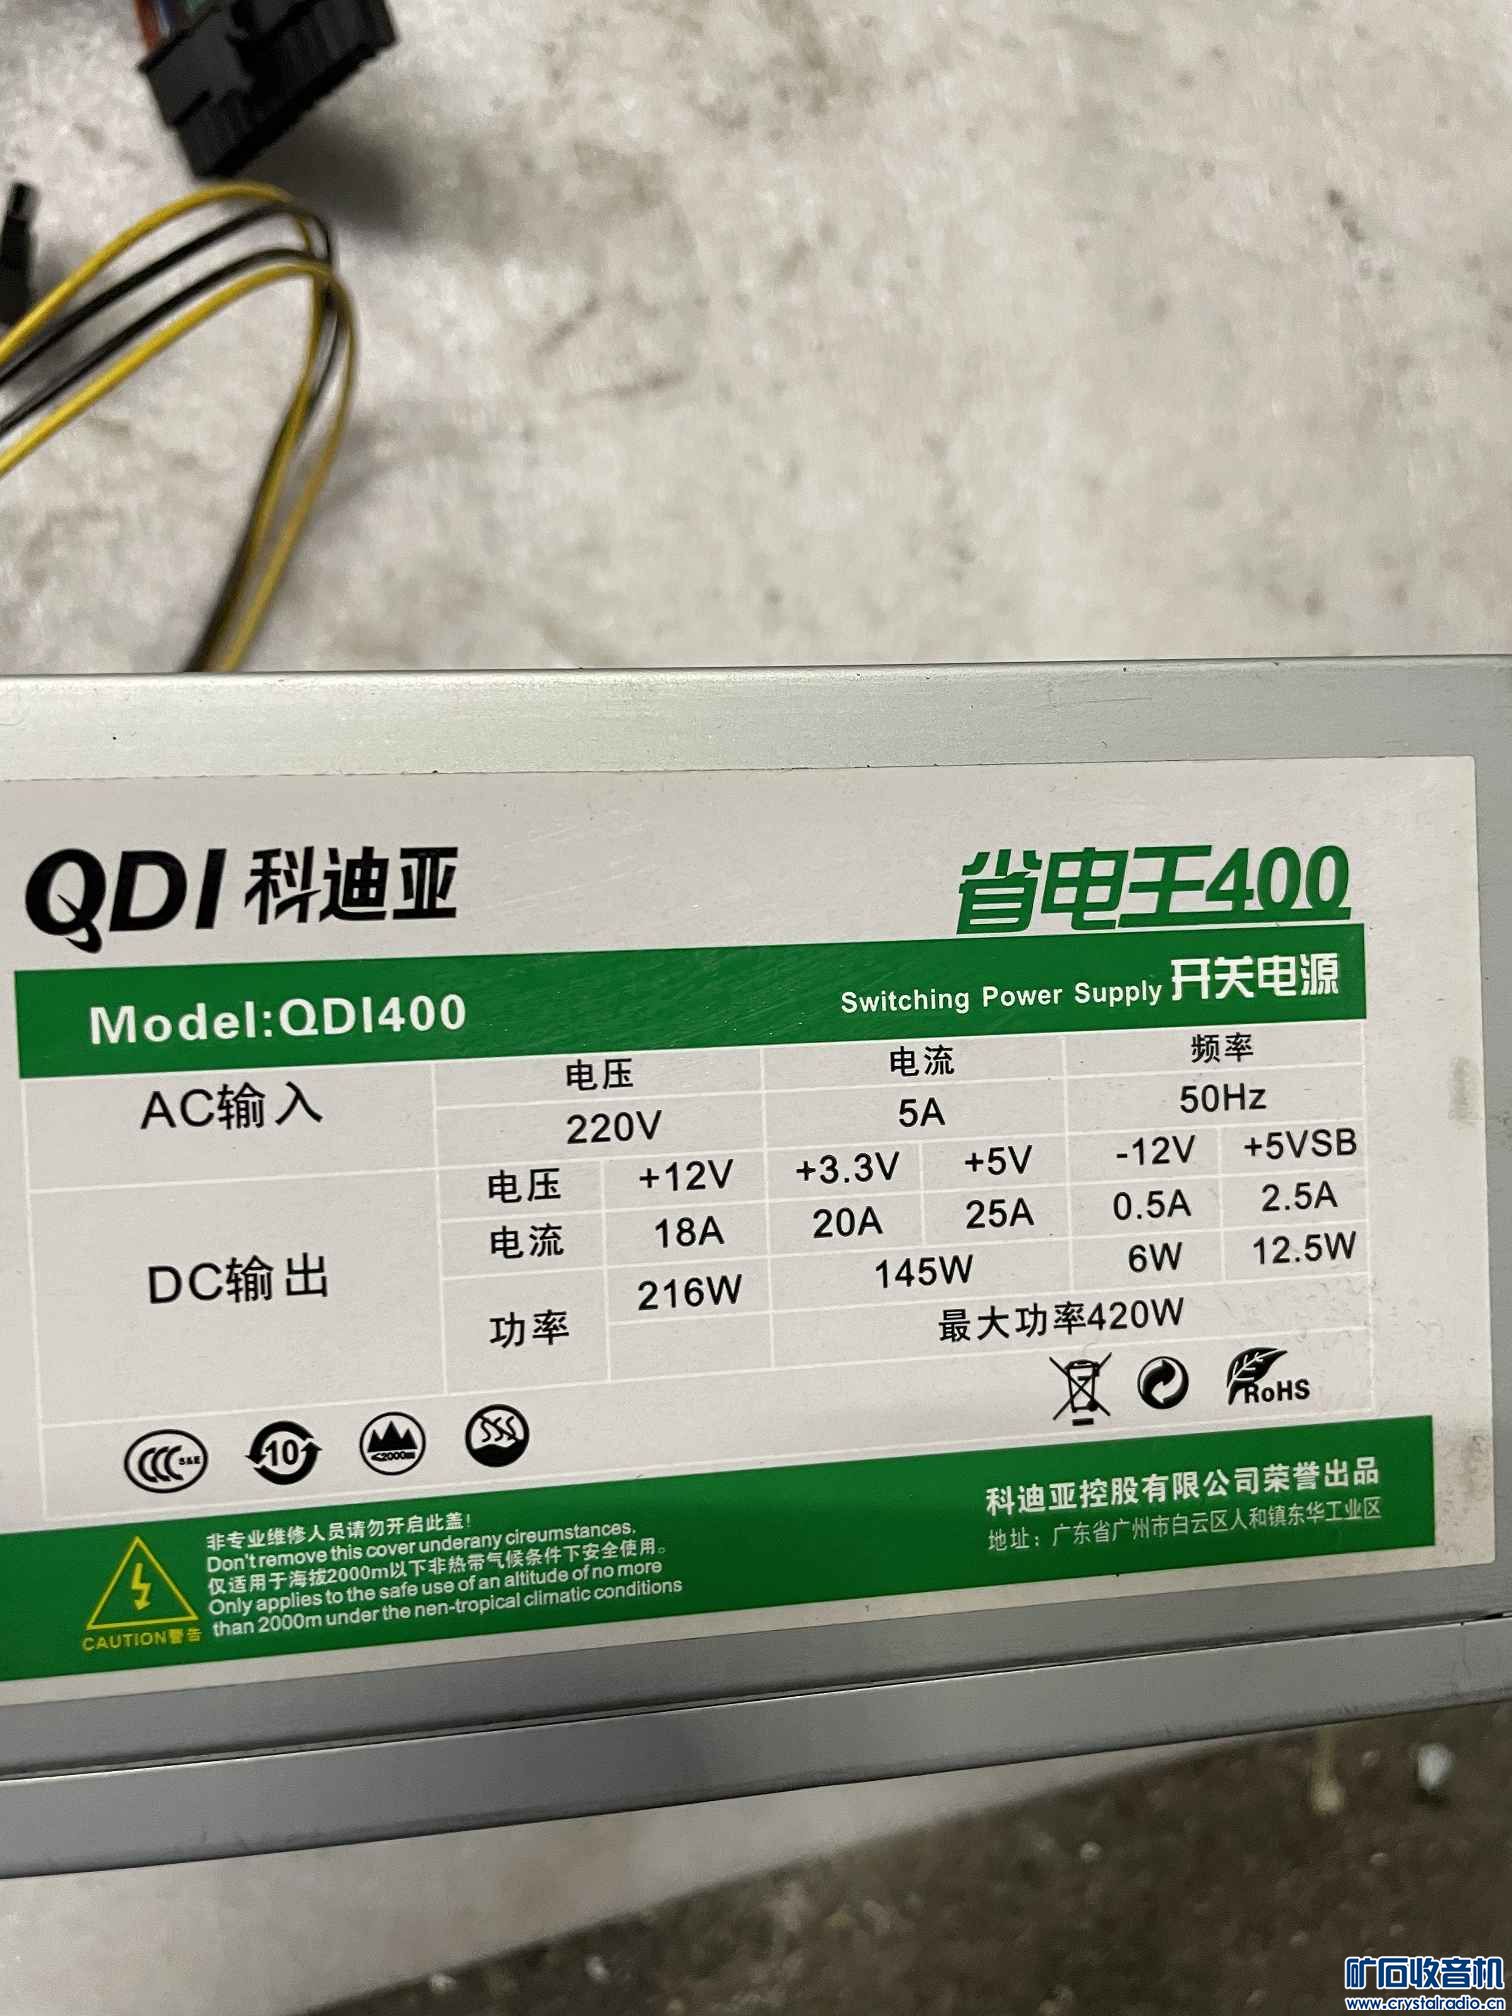 QDI 科迪亚
省电王400
Model:QDI400
Switching Power Supply 开关电源
AC输入
电压 电流 频率
220V 5A 50Hz
DC输出
电压 +12V +3.3V +5V -12V +5VSB
电流 18A 20A 25A 0.5A 2.5A
功率 216W 145W 6W 12.5W
最大功率420W
CCC S&E 10 <2000m RoHS
非专业维修人员请勿开启此盖!
Don't remove this cover underany cireumstances.
仅适用于海拔2000m以下非热带气候条件下安全使用。
Only applies to the safe use of an altitude of no more
than 2000m under the nen-tropical climatic conditions
CAUTION警告
科迪亚控股有限公司荣誉出品
地址：广东省广州市白云区人和镇东华工业区
矿石收音机
www.crystalradio.cn